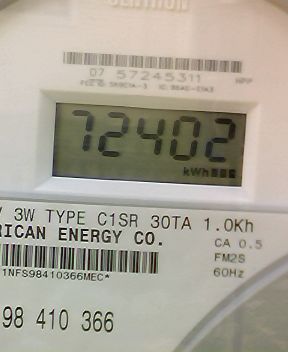 CENTRON
07 57245311
72402
kWh
V 3W TYPE C1SR 30TA 1.0Kh
RICAN ENERGY CO.
CA 0.5
FM2S
1NFS98410366MEC*
60Hz
98 410 366